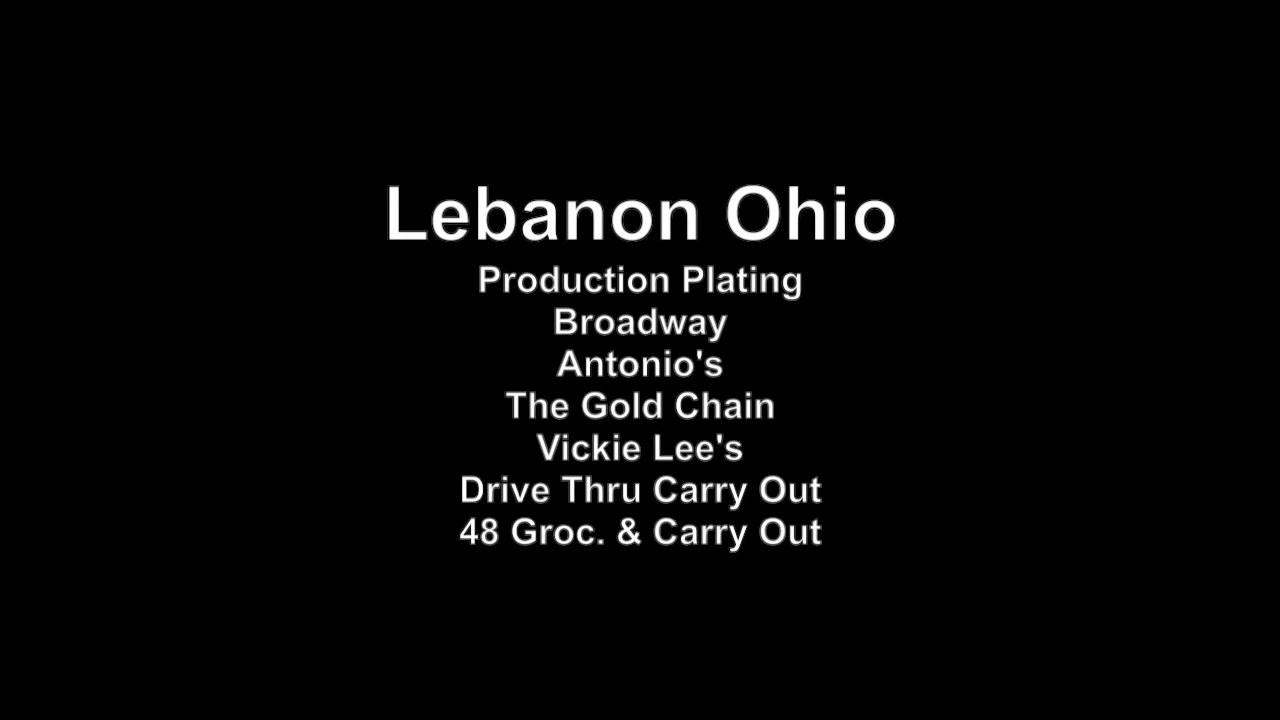 Lebanon Ohio
Production Plating
Broadway
Antonio's
The Gold Chain
Vickie Lee's
Drive Thru Carry Out
48 Groc. & Carry Out